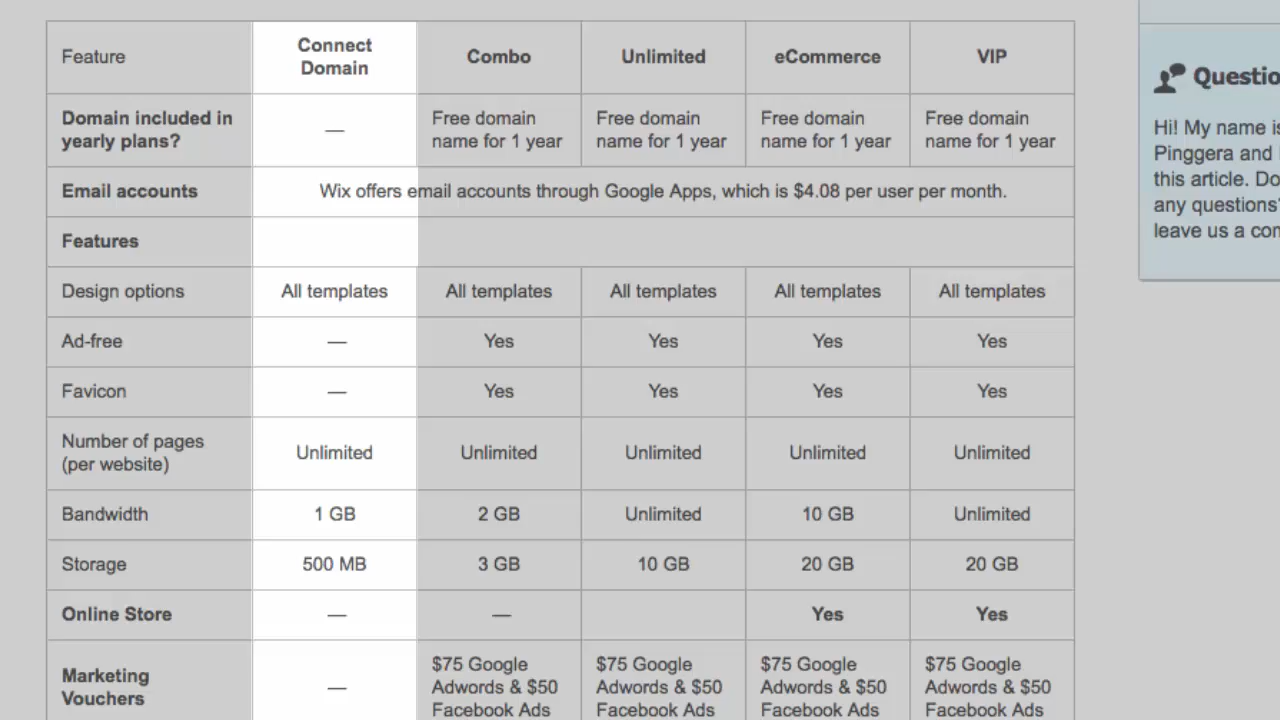 Feature Connect Domain Combo Unlimited eCommerce VIP
Domain included in yearly plans? — Free domain name for 1 year Free domain name for 1 year Free domain name for 1 year Free domain name for 1 year
Email accounts Wix offers email accounts through Google Apps, which is $4.08 per user per month.
Features
Design options All templates All templates All templates All templates All templates
Ad-free — Yes Yes Yes Yes
Favicon — Yes Yes Yes Yes
Number of pages (per website) Unlimited Unlimited Unlimited Unlimited Unlimited
Bandwidth 1 GB 2 GB Unlimited 10 GB Unlimited
Storage 500 MB 3 GB 10 GB 20 GB 20 GB
Online Store — — Yes Yes
Marketing Vouchers — $75 Google Adwords & $50 Facebook Ads $75 Google Adwords & $50 Facebook Ads $75 Google Adwords & $50 Facebook Ads $75 Google Adwords & $50 Facebook Ads
Questio
Hi! My name is
Pinggera and
this article. Do
any questions?
leave us a com